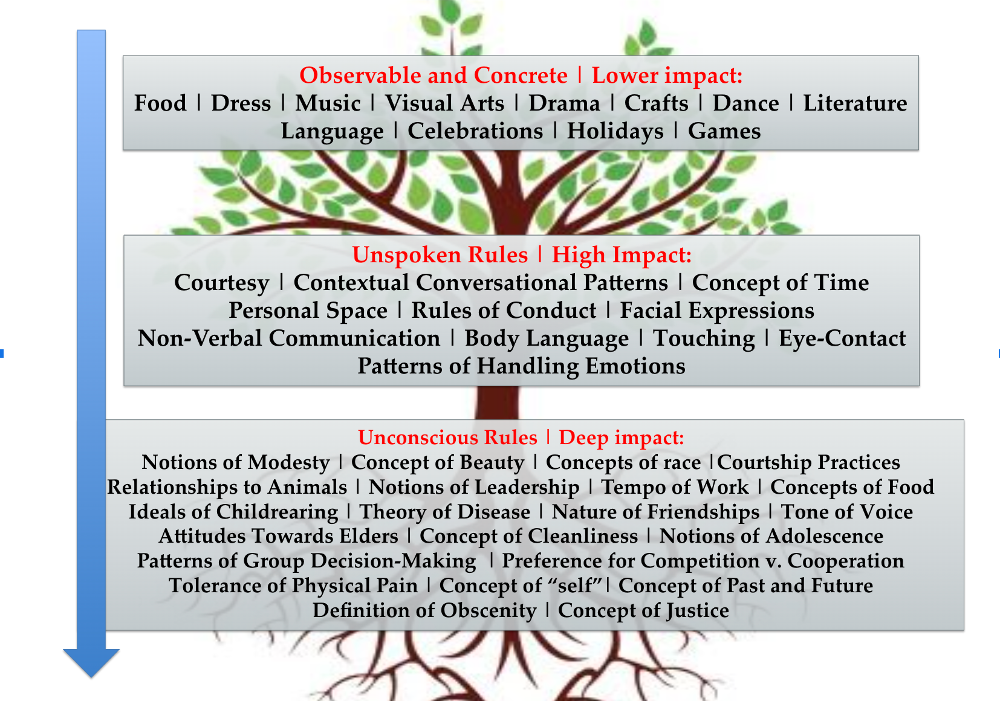 Observable and Concrete | Lower impact:
Food | Dress | Music | Visual Arts | Drama | Crafts | Dance | Literature
Language | Celebrations | Holidays | Games
Unspoken Rules | High Impact:
Courtesy | Contextual Conversational Patterns | Concept of Time
Personal Space | Rules of Conduct | Facial Expressions
Non-Verbal Communication | Body Language | Touching | Eye-Contact
Patterns of Handling Emotions
Unconscious Rules | Deep impact:
Notions of Modesty | Concept of Beauty | Concepts of race |Courtship Practices
Relationships to Animals | Notions of Leadership | Tempo of Work | Concepts of Food
Ideals of Childrearing | Theory of Disease | Nature of Friendships | Tone of Voice
Attitudes Towards Elders | Concept of Cleanliness | Notions of Adolescence
Patterns of Group Decision-Making | Preference for Competition v. Cooperation
Tolerance of Physical Pain | Concept of “self”| Concept of Past and Future
Definition of Obscenity | Concept of Justice